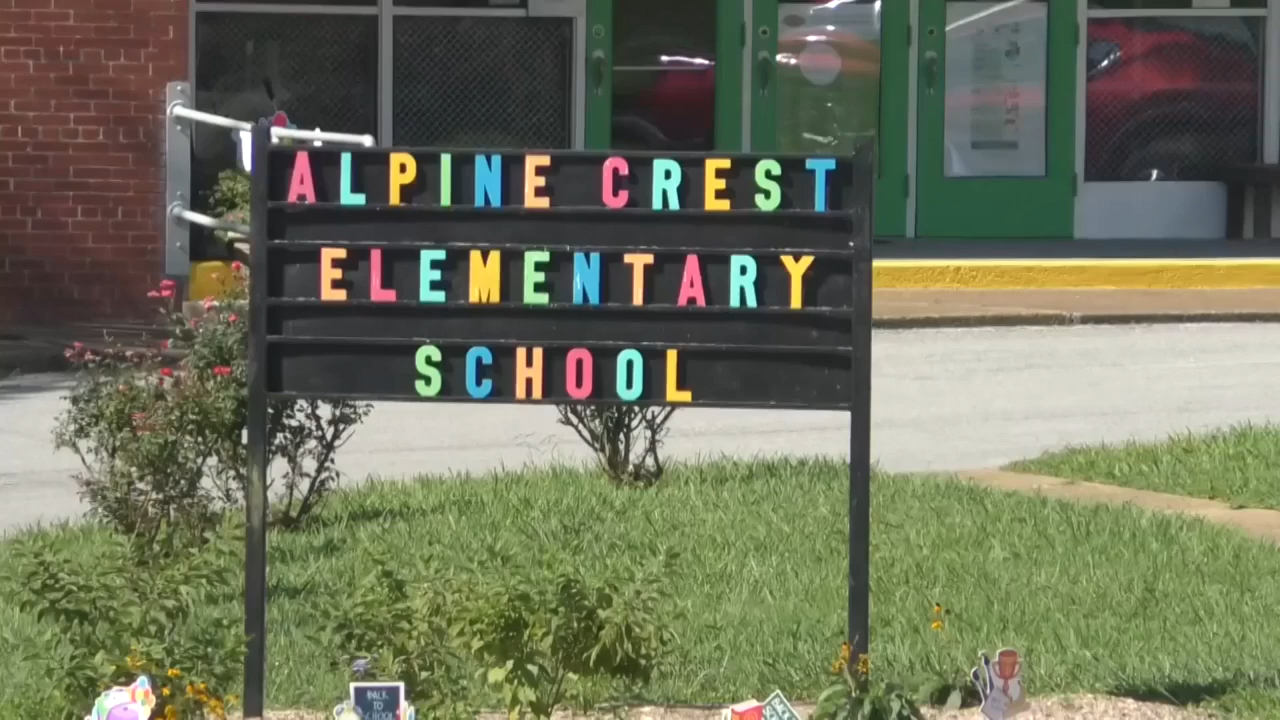 ALPINE CREST
ELEMENTARY
SCHOOL
BACK
TO
SCHOOL